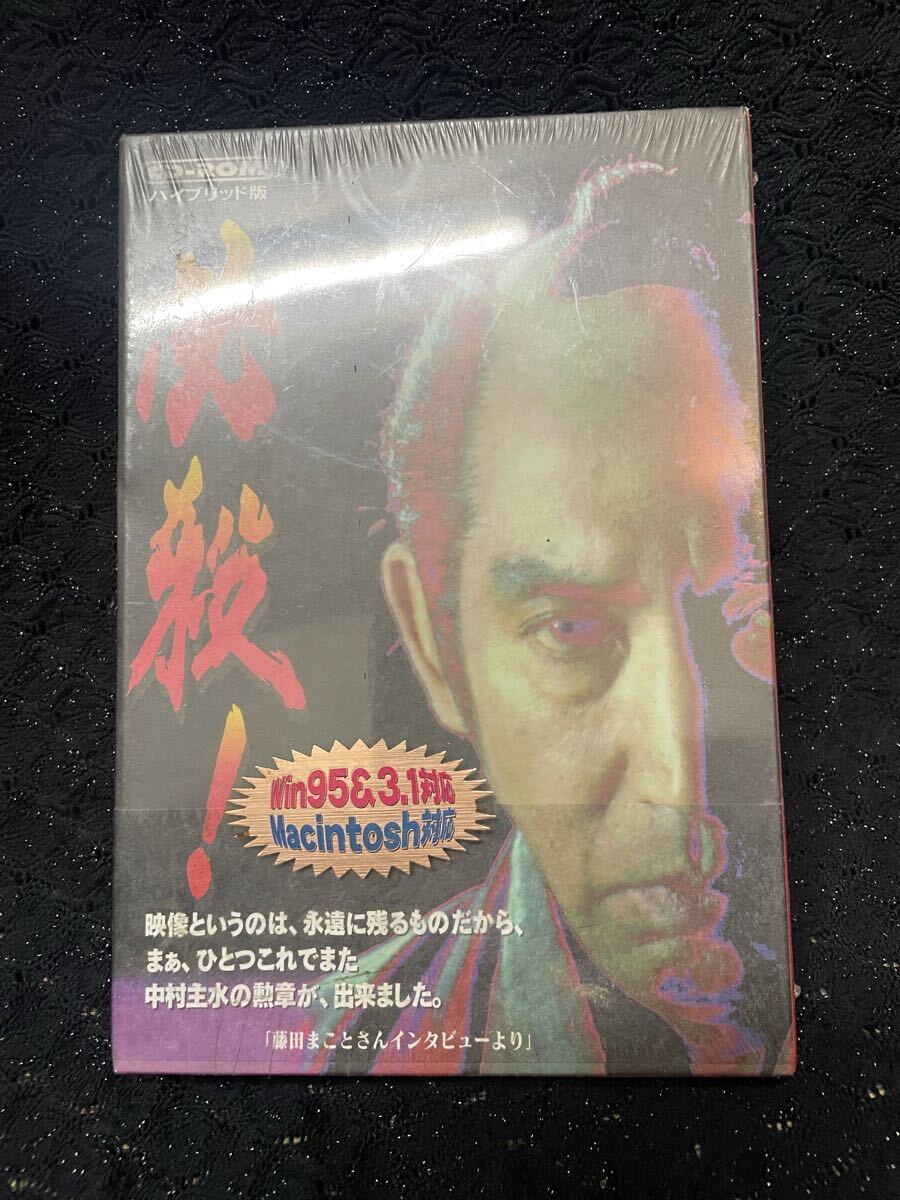 CD-ROM
ハイブリッド版
必殺!
Win95&3.1対応
Macintosh対応
映像というのは、永遠に残るものだから、
まぁ、ひとつこれでまた
中村主水の勲章が、出来ました。
「藤田まことさんインタビューより」